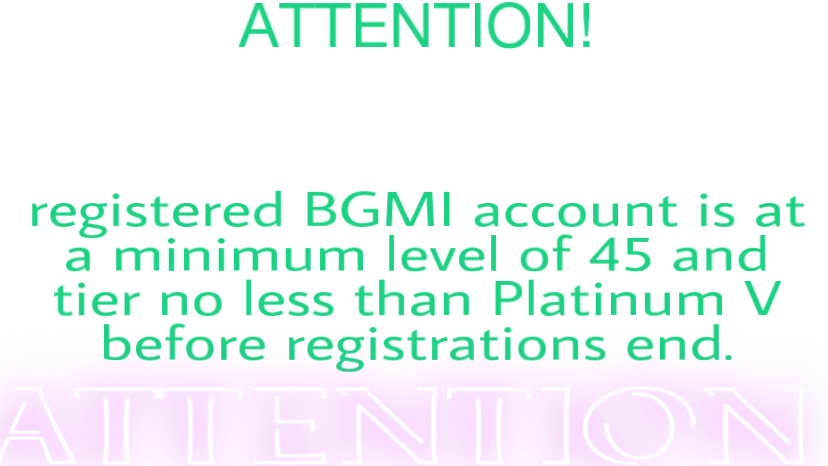 ATTENTION!
registered BGMI account is at
a minimum level of 45 and
tier no less than Platinum V
before registrations end.
ATTENTION